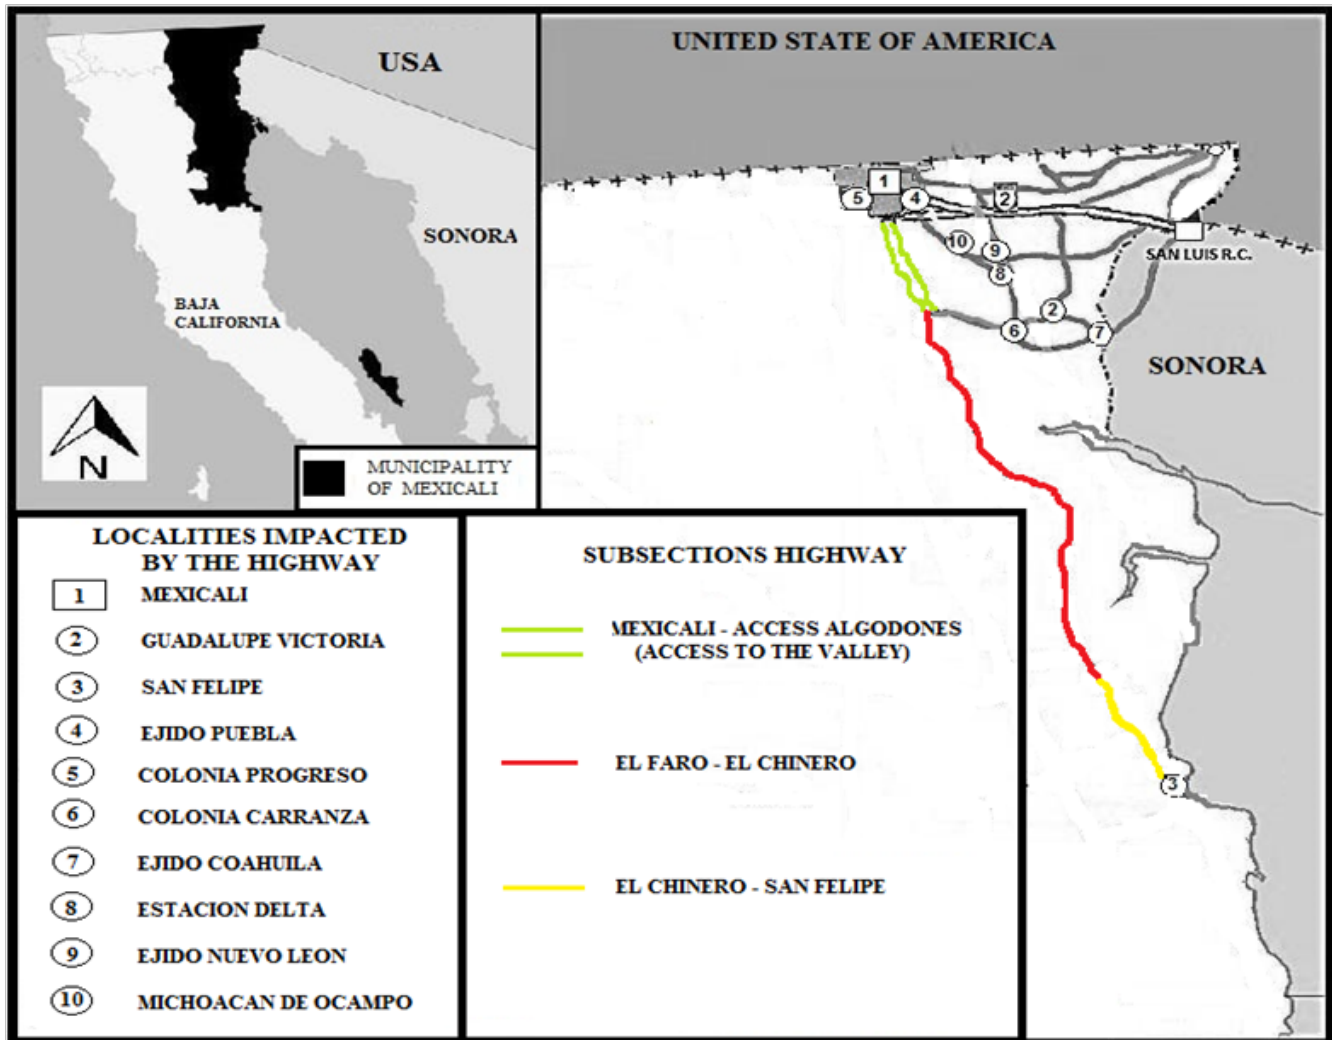 USA
SONORA
BAJA
CALIFORNIA
N
MUNICIPALITY
OF MEXICALI
UNITED STATE OF AMERICA
1
5
4
2
10
9
8
SAN LUIS R.C.
2
6
7
SONORA
3
LOCALITIES IMPACTED
BY THE HIGHWAY
1 MEXICALI
2 GUADALUPE VICTORIA
3 SAN FELIPE
4 EJIDO PUEBLA
5 COLONIA PROGRESO
6 COLONIA CARRANZA
7 EJIDO COAHUILA
8 ESTACION DELTA
9 EJIDO NUEVO LEON
10 MICHOACAN DE OCAMPO
SUBSECTIONS HIGHWAY
MEXICALI - ACCESS ALGODONES
(ACCESS TO THE VALLEY)
EL FARO - EL CHINERO
EL CHINERO - SAN FELIPE